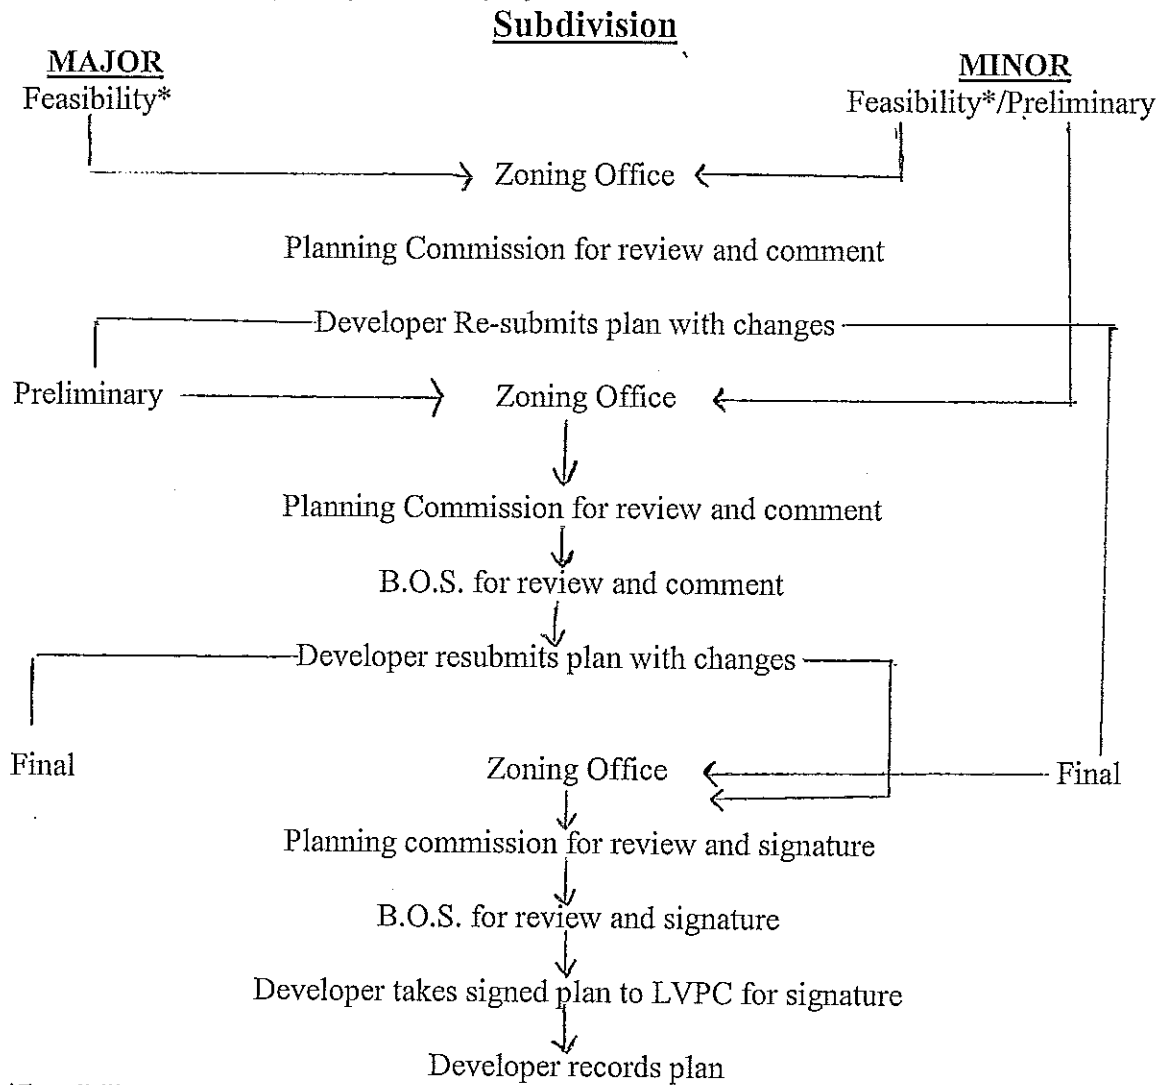 Subdivision
MAJOR
MINOR
Feasibility*
Feasibility*/Preliminary
Zoning Office
Planning Commission for review and comment
Developer Re-submits plan with changes
Preliminary
Zoning Office
Planning Commission for review and comment
B.O.S. for review and comment
Developer resubmits plan with changes
Final
Zoning Office
Final
Planning commission for review and signature
B.O.S. for review and signature
Developer takes signed plan to LVPC for signature
Developer records plan